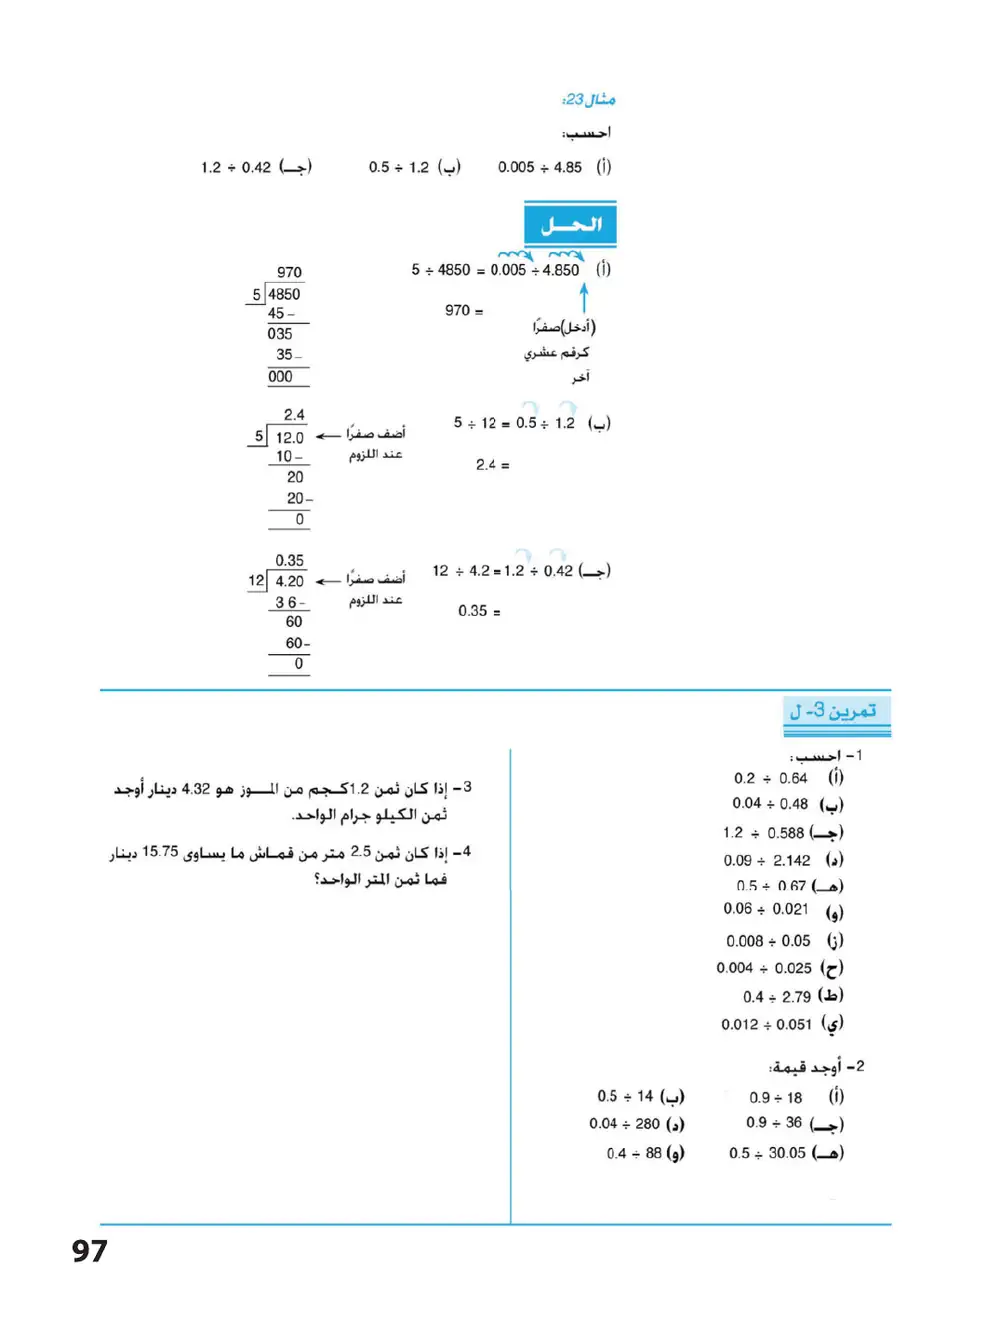 مثال 23:
احسب:
(أ) 4.85 ÷ 0.005 (ب) 1.2 ÷ 0.5 (جـ) 0.42 ÷ 1.2
الحل
(أ) 4.850 ÷ 0.005 = 4850 ÷ 5
= 970
(أدخل) صفرًا
كرقم عشري
آخر
970
5 4850
45 –
035
35 –
000
(ب) 1.2 ÷ 0.5 = 12 ÷ 5
= 2.4
أضف صفرًا
عند اللزوم
2.4
5 12.0
10 –
20
20 –
0
(جـ) 0.42 ÷ 1.2 = 4.2 ÷ 12
= 0.35
أضف صفرًا
عند اللزوم
0.35
12 4.20
3 6 –
60
60 –
0
تمرين 3- ل
1- احسب:
(أ) 0.64 ÷ 0.2
(ب) 0.48 ÷ 0.04
(جـ) 0.588 ÷ 1.2
(د) 2.142 ÷ 0.09
(هـ) 0.67 ÷ 0.5
(و) 0.021 ÷ 0.06
(ز) 0.05 ÷ 0.008
(ح) 0.025 ÷ 0.004
(ط) 2.79 ÷ 0.4
(ي) 0.051 ÷ 0.012
2- أوجد قيمة:
(أ) 18 ÷ 0.9 (ب) 14 ÷ 0.5
(جـ) 36 ÷ 0.9 (د) 280 ÷ 0.04
(هـ) 30.05 ÷ 0.5 (و) 88 ÷ 0.4
3- إذا كان ثمن 1.2كجم من الموز هو 4.32 دينار أوجد
ثمن الكيلو جرام الواحد.
4- إذا كان ثمن 2.5 متر من قماش ما يساوى 15.75 دينار
فما ثمن المتر الواحد؟
97